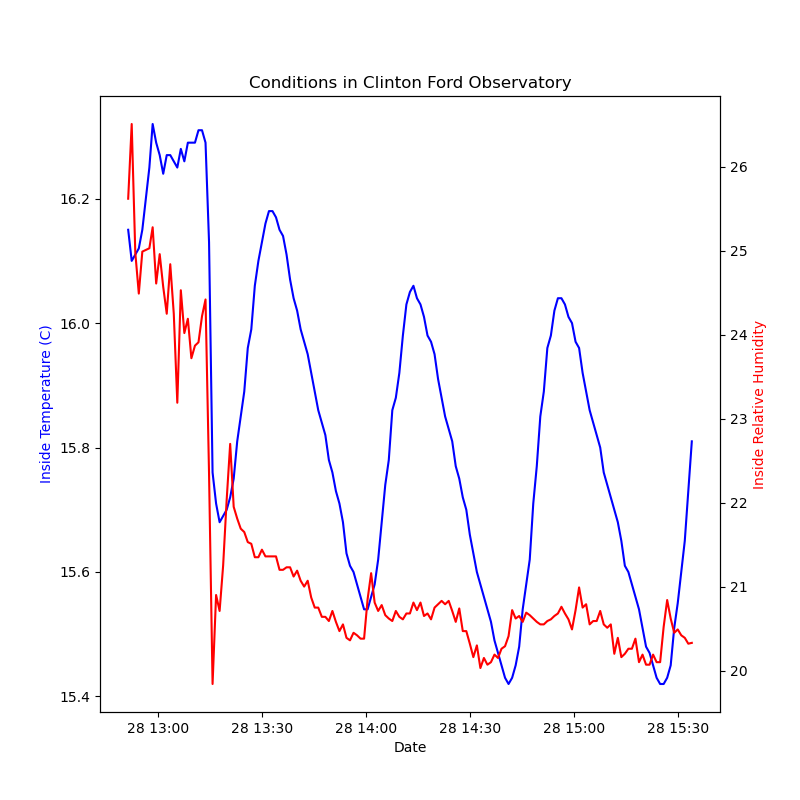 Conditions in Clinton Ford Observatory
Inside Temperature (C)
16.2
16.0
15.8
15.6
15.4
26
25
24
23
22
21
20
Inside Relative Humidity
28 13:00 28 13:30 28 14:00 28 14:30 28 15:00 28 15:30
Date